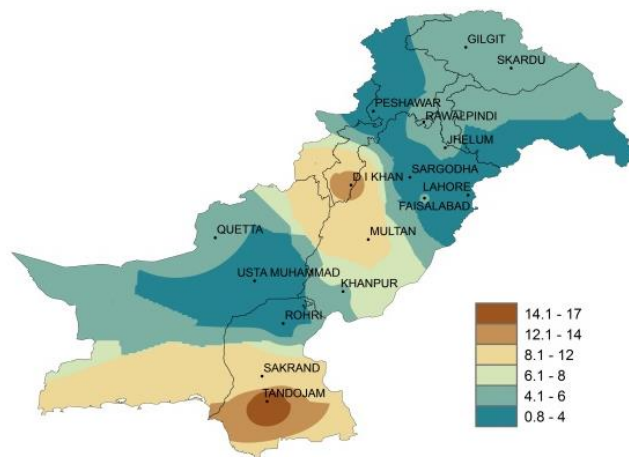 GILGIT
SKARDU
PESHAWAR
RAWALPINDI
JHELUM
D I KHAN
SARGODHA
LAHORE
FAISALABAD
QUETTA
MULTAN
USTA MUHAMMAD
KHANPUR
ROHRI
SAKRAND
TANDOJAM
14.1 - 17
12.1 - 14
8.1 - 12
6.1 - 8
4.1 - 6
0.8 - 4